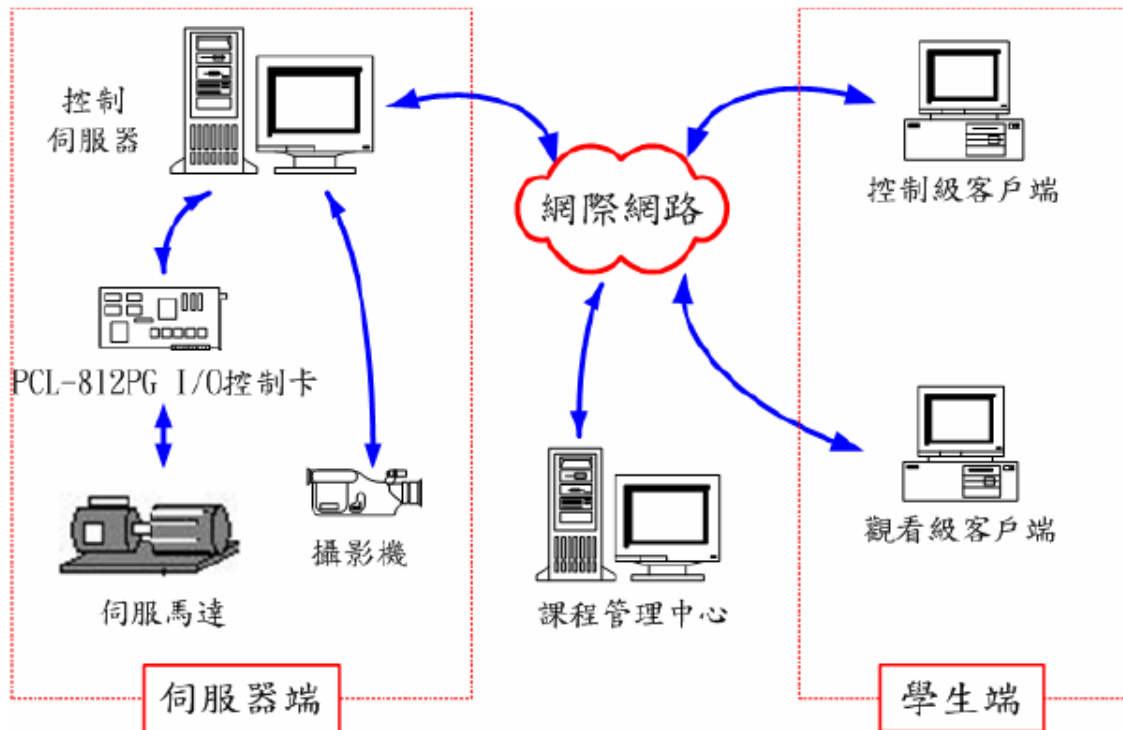 控制
伺服器
網際網路
控制級客戶端
PCL-812PG I/O控制卡
觀看級客戶端
攝影機
伺服馬達
課程管理中心
伺服器端
學生端